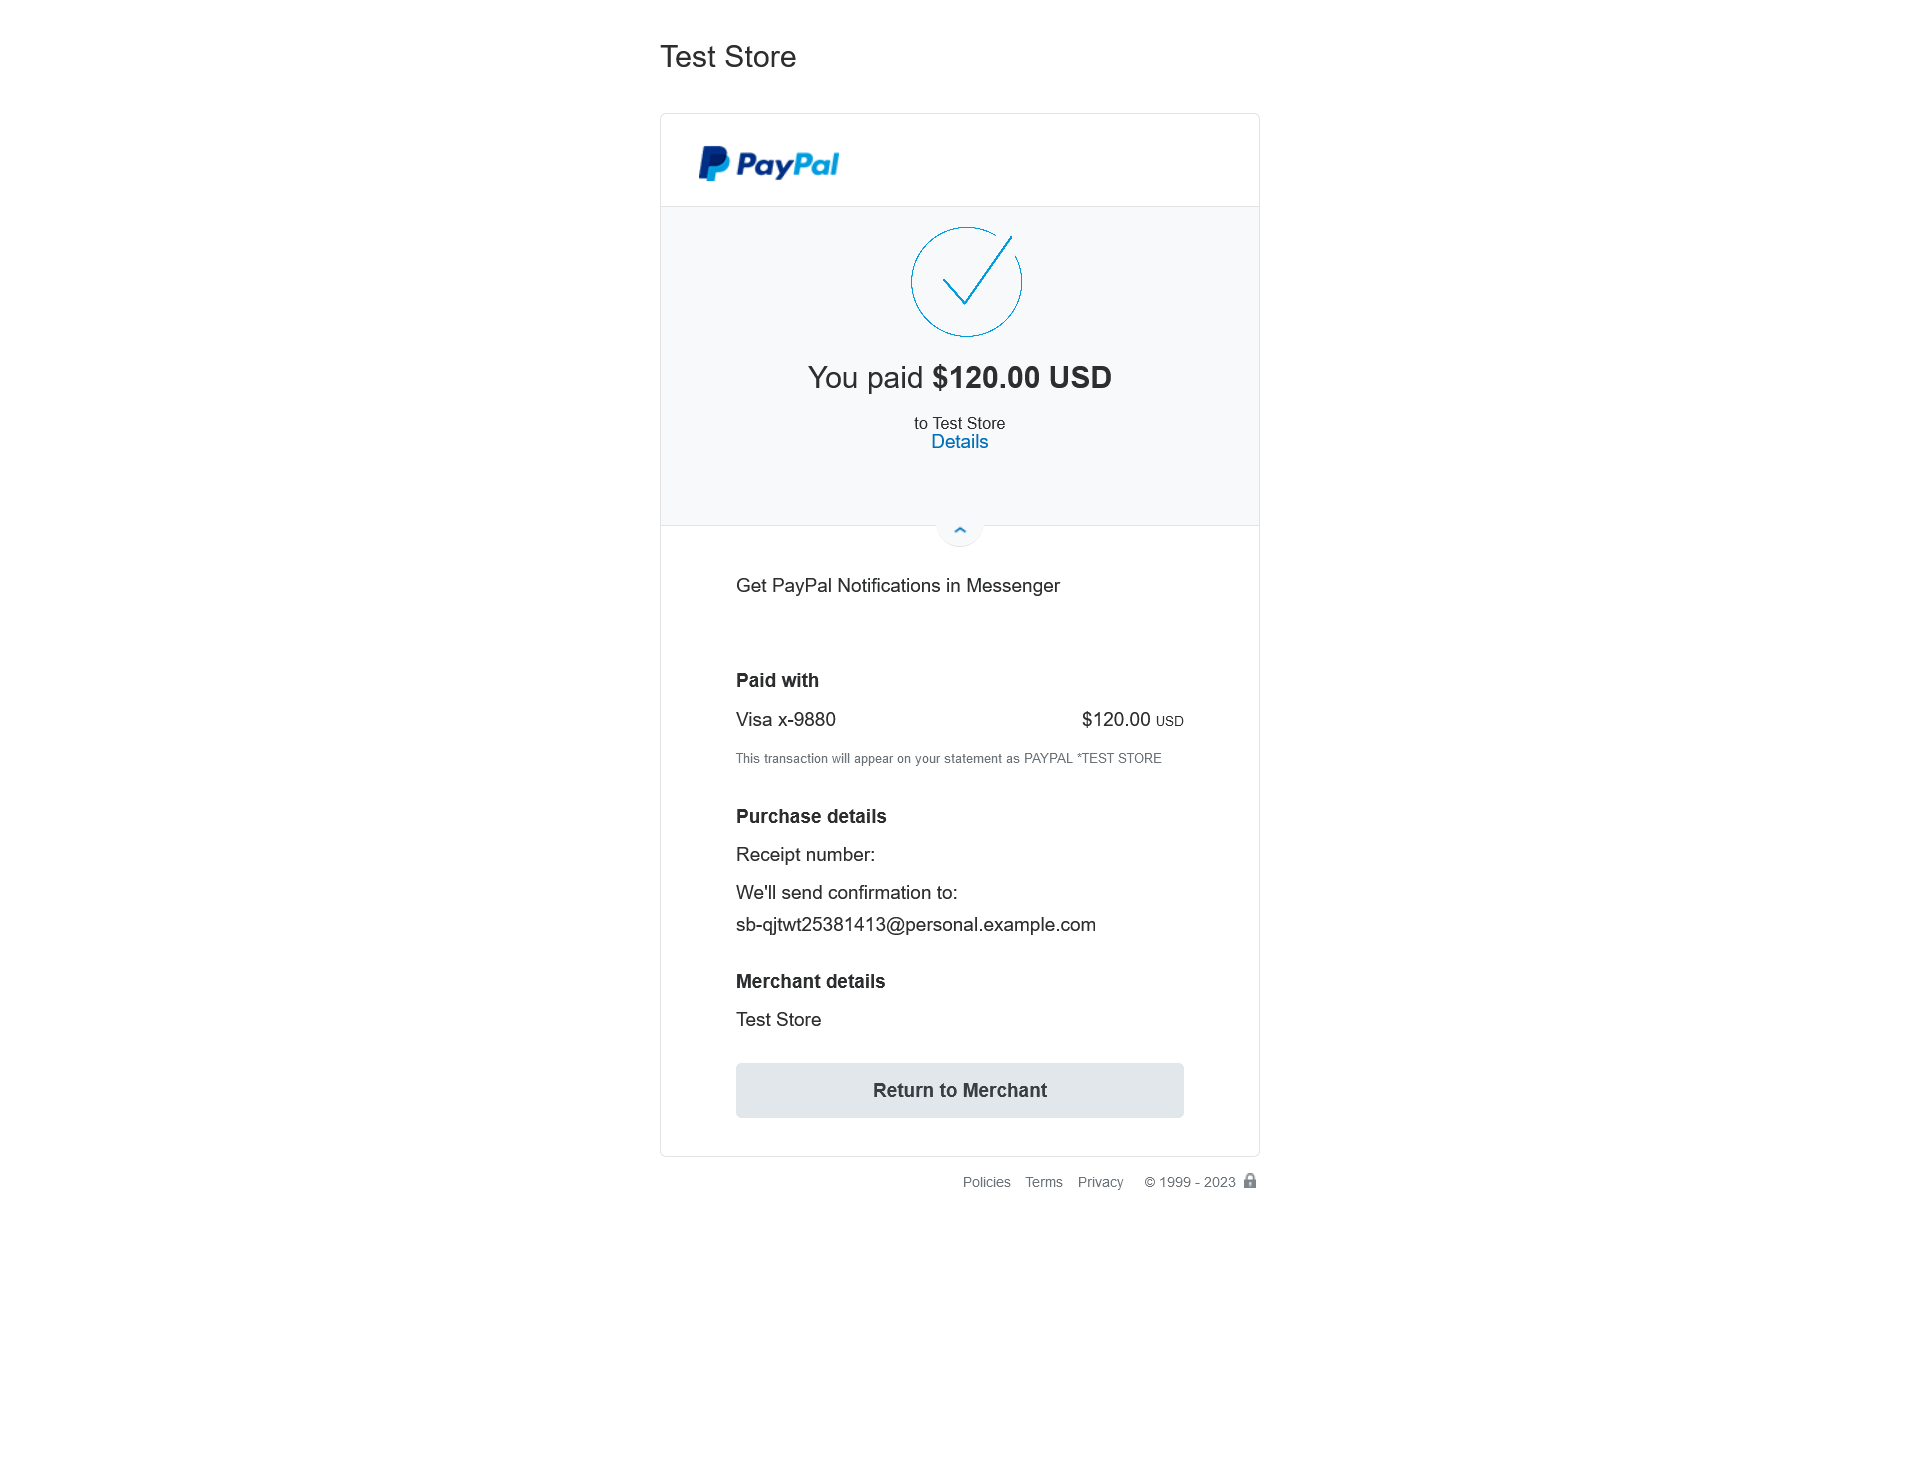 Test Store
PayPal
You paid $120.00 USD
to Test Store
Details
Get PayPal Notifications in Messenger
Paid with
Visa x-9880 $120.00 USD
This transaction will appear on your statement as PAYPAL *TEST STORE
Purchase details
Receipt number:
We'll send confirmation to:
sb-qjtwt25381413@personal.example.com
Merchant details
Test Store
Return to Merchant
Policies Terms Privacy © 1999 - 2023